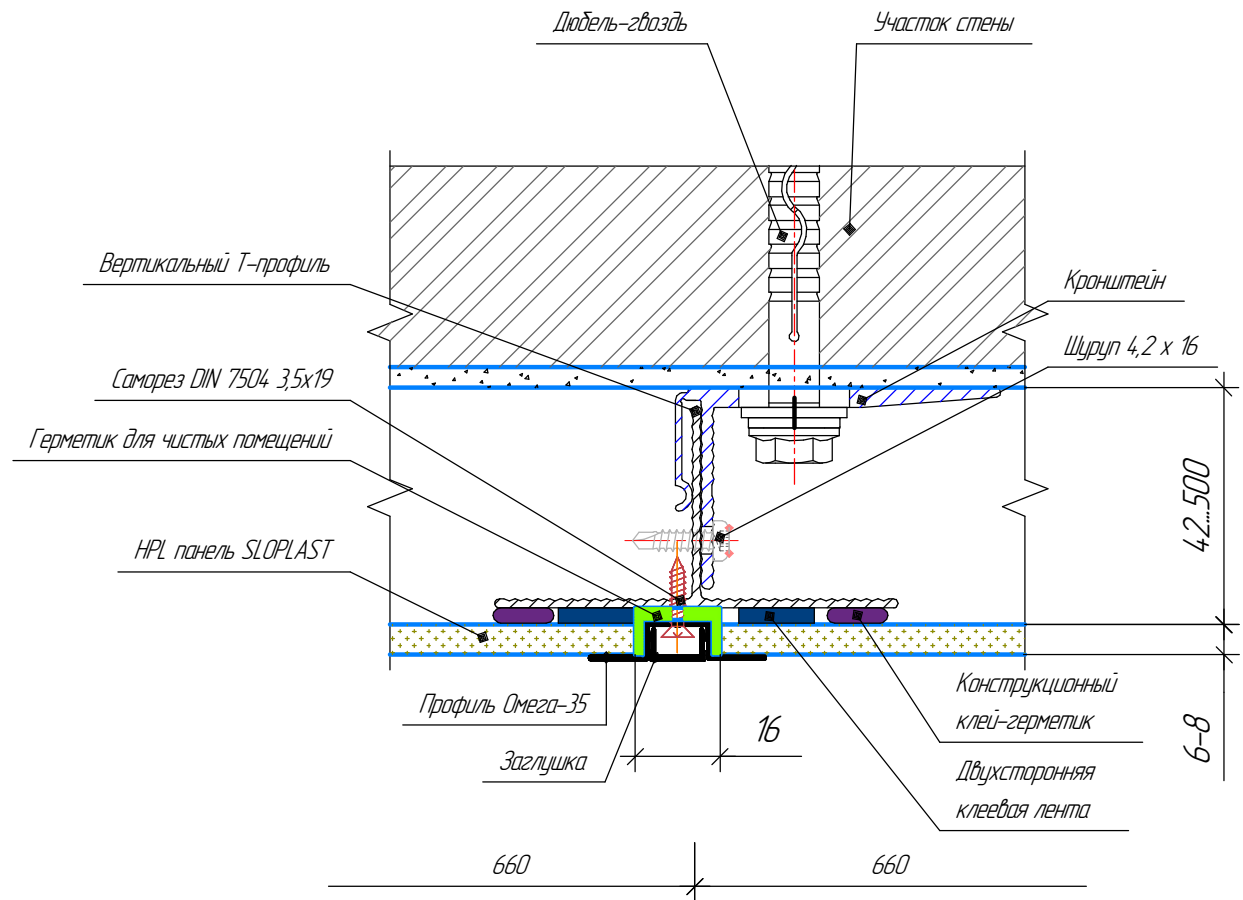 Дюбель-гвоздь
Участок стены
Вертикальный Т-профиль
Кронштейн
Шуруп 4,2 х 16
Саморез DIN 7504 3,5х19
Герметик для чистых помещений
HPL панель SLOPLAST
42...500
Профиль Омега-35
Заглушка
16
Конструкционный
клей-герметик
6-8
Двухсторонняя
клеевая лента
660
660